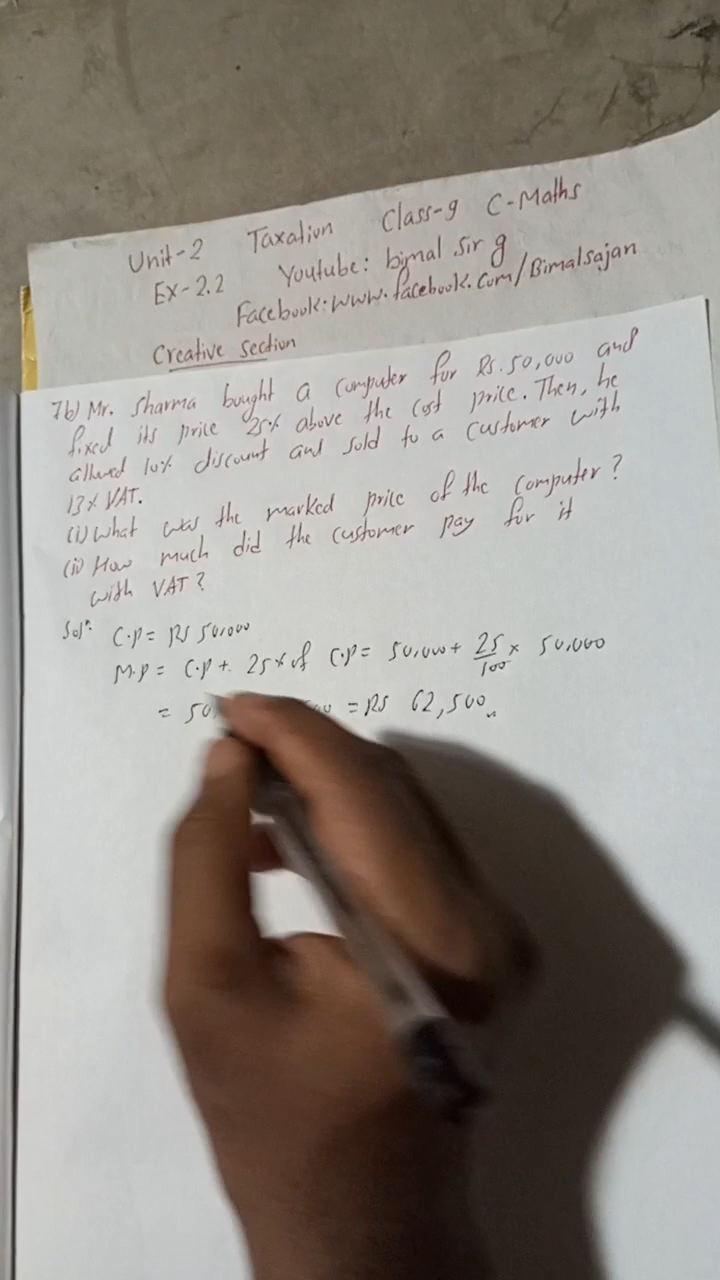 Unit-2 Taxation Class-9 C-Maths
Ex-2.2 Youtube: bimal sir g
Facebook: www.facebook.com/Bimalsajan
Creative section
7b) Mr. Sharma bought a computer for Rs. 50,000 and
fixed its price 25% above the cost price. Then, he
allowed 10% discount and sold to a customer with
13% VAT.
(i) What was the marked price of the computer?
(ii) How much did the customer pay for it
with VAT?
Solⁿ: C.P = Rs 50,000
M.P = C.P + 25% of C.P = 50,000 + 25/100 × 50,000
= 50, = Rs 62,500